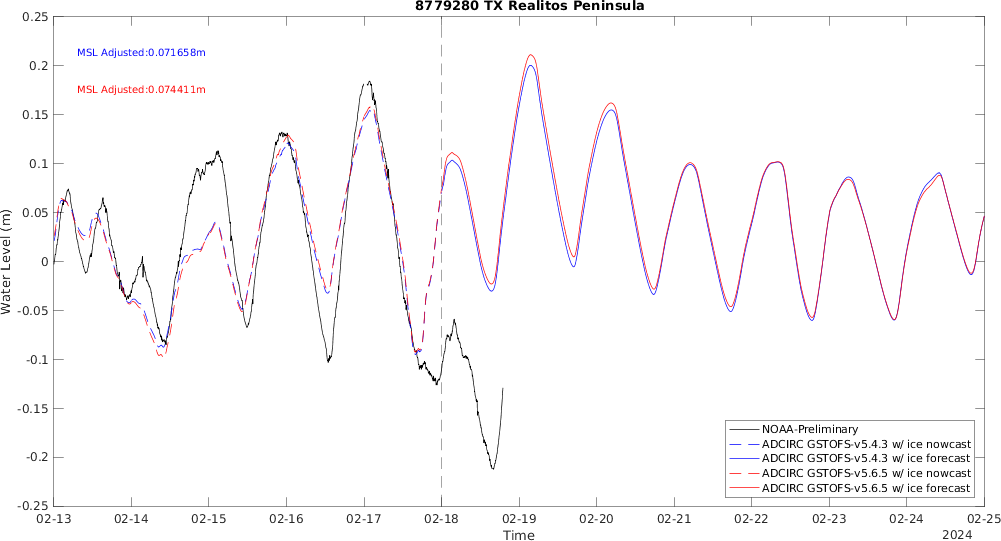 8779280 TX Realitos Peninsula
MSL Adjusted:0.071658m
MSL Adjusted:0.074411m
Water Level (m)
0.25
0.2
0.15
0.1
0.05
0
-0.05
-0.1
-0.15
-0.2
-0.25
NOAA-Preliminary
ADCIRC GSTOFS-v5.4.3 w/ ice nowcast
ADCIRC GSTOFS-v5.4.3 w/ ice forecast
ADCIRC GSTOFS-v5.6.5 w/ ice nowcast
ADCIRC GSTOFS-v5.6.5 w/ ice forecast
02-13 02-14 02-15 02-16 02-17 02-18 02-19 02-20 02-21 02-22 02-23 02-24 02-25
Time
2024